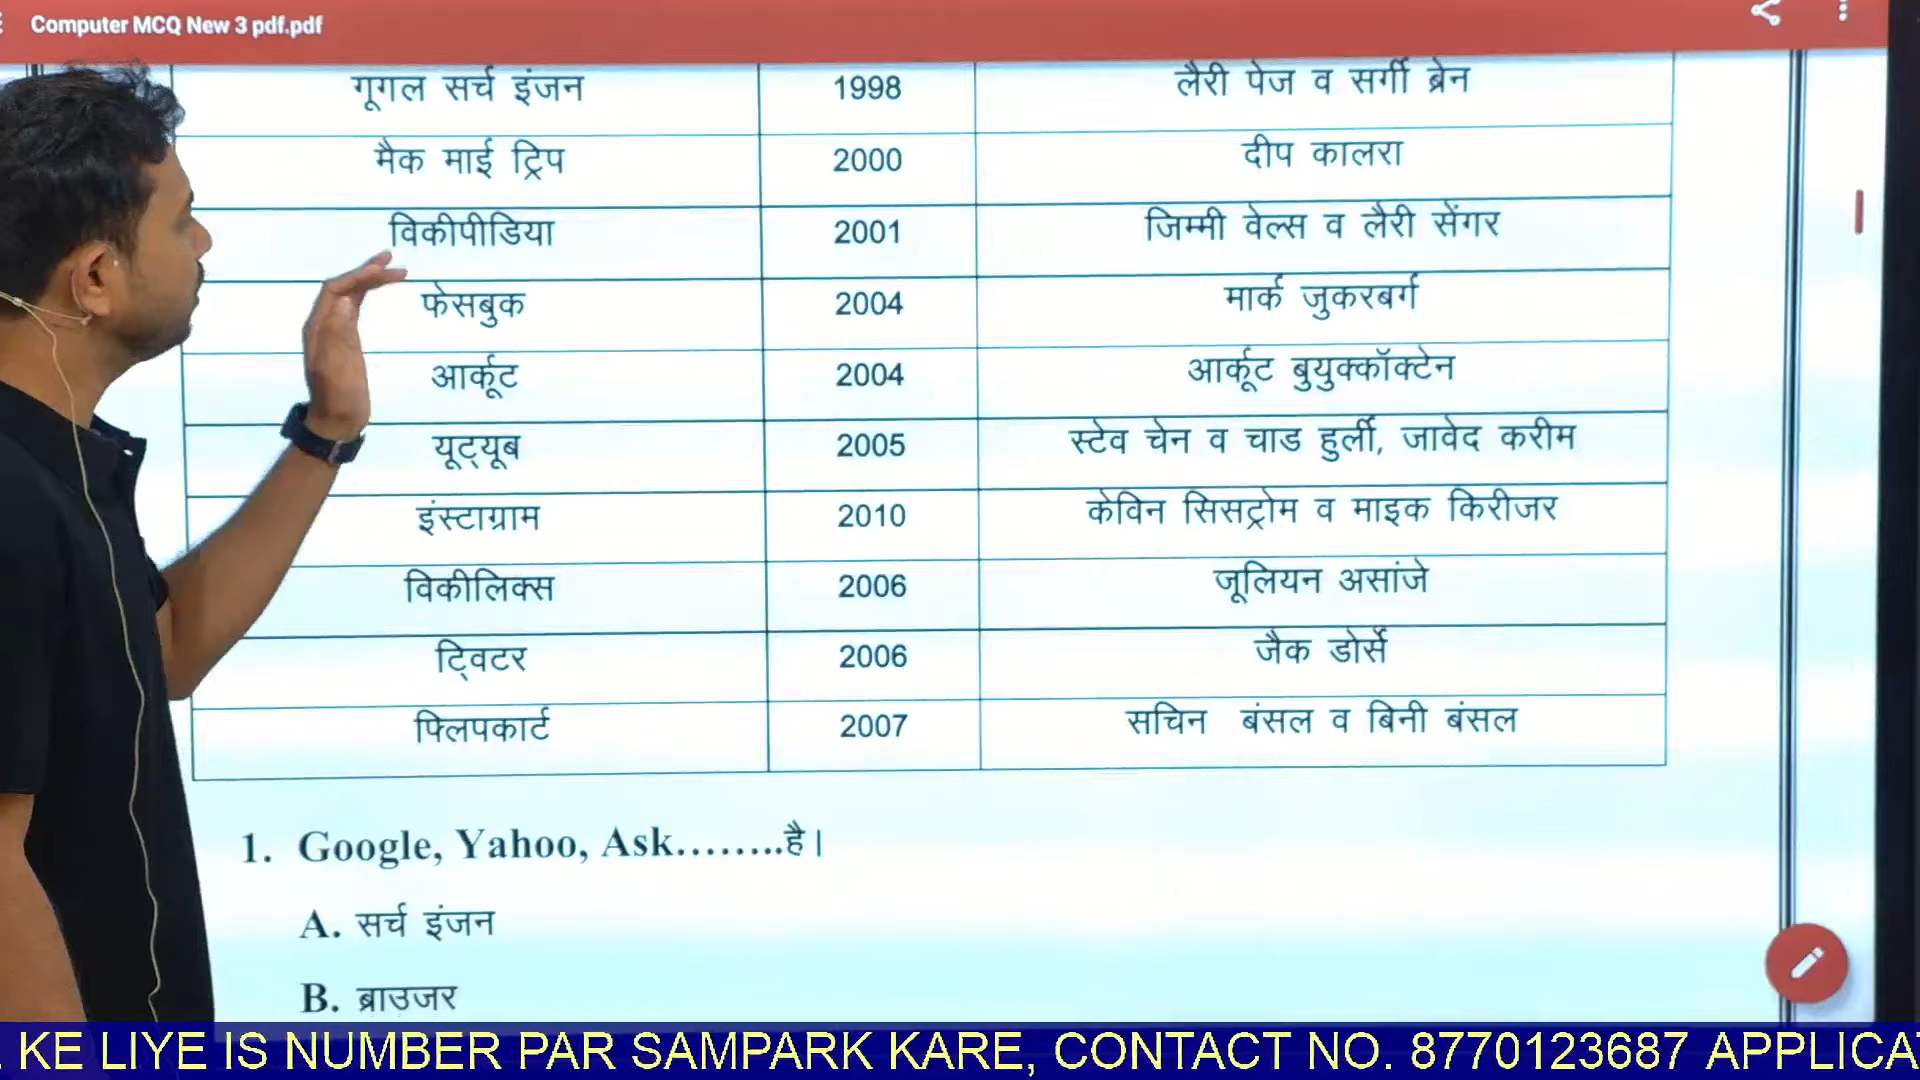 Computer MCQ New 3 pdf.pdf
गूगल सर्च इंजन 1998 लैरी पेज व सर्गी ब्रेन
मैक माई ट्रिप 2000 दीप कालरा
विकीपीडिया 2001 जिम्मी वेल्स व लैरी सेंगर
फेसबुक 2004 मार्क जुकरबर्ग
आर्कूट 2004 आर्कूट बुयुक्कॉक्टेन
यूट्यूब 2005 स्टेव चेन व चाड हुर्ली, जावेद करीम
इंस्टाग्राम 2010 केविन सिसट्रोम व माइक किरीजर
विकीलिक्स 2006 जूलियन असांजे
ट्विटर 2006 जैक डोर्से
फ्लिपकार्ट 2007 सचिन बंसल व बिनी बंसल
1. Google, Yahoo, Ask........है।
A. सर्च इंजन
B. ब्राउजर
KE LIYE IS NUMBER PAR SAMPARK KARE, CONTACT NO. 8770123687 APPLICA